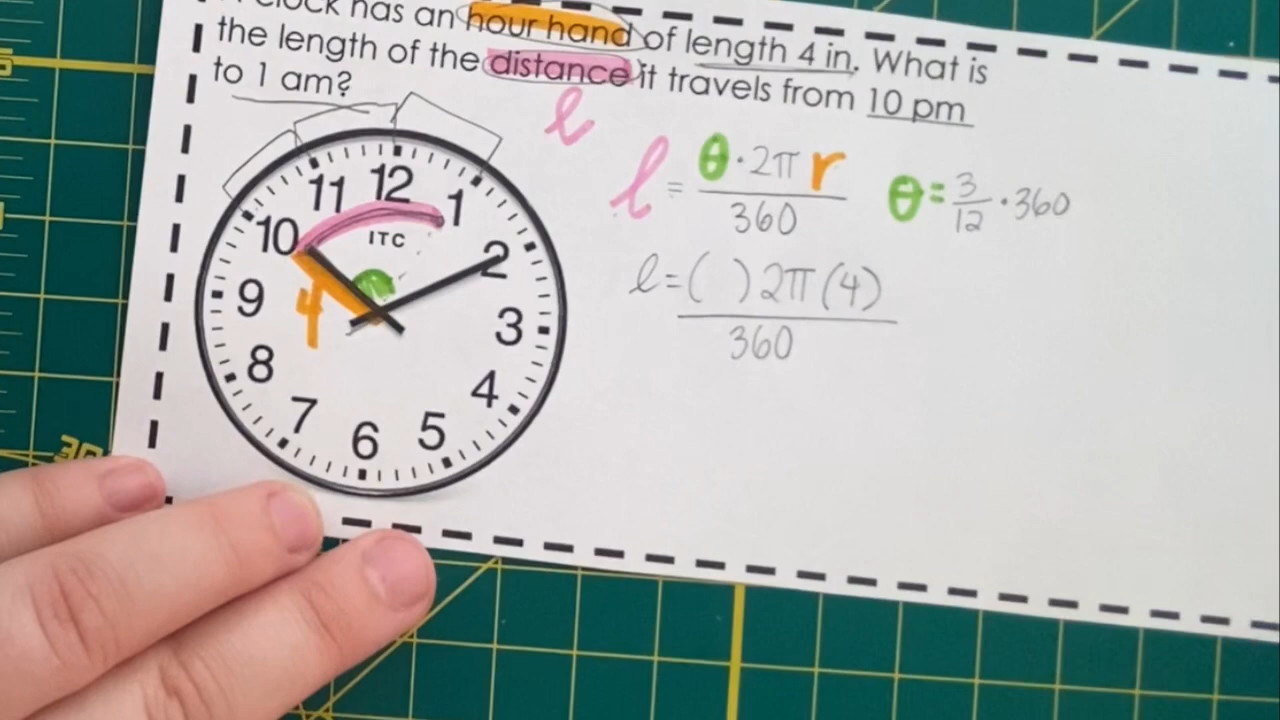 clock has an hour hand of length 4 in. What is
the length of the distance it travels from 10 pm
to 1 am?
l
l = θ·2πr / 360
θ = 3/12 · 360
l = ( ) 2π (4) / 360
11 12 1
10 2
ITC
4
9 3
8 4
7 6 5
30